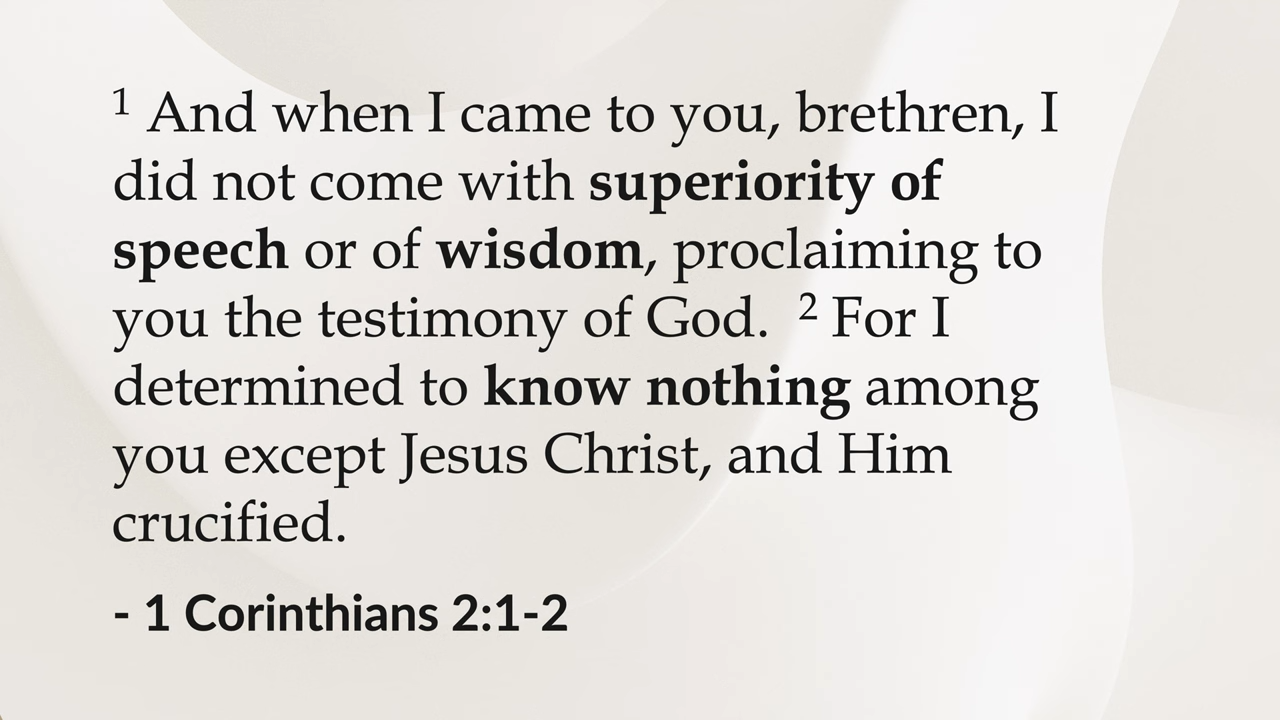 1 And when I came to you, brethren, I
did not come with superiority of
speech or of wisdom, proclaiming to
you the testimony of God. 2 For I
determined to know nothing among
you except Jesus Christ, and Him
crucified.
- 1 Corinthians 2:1-2